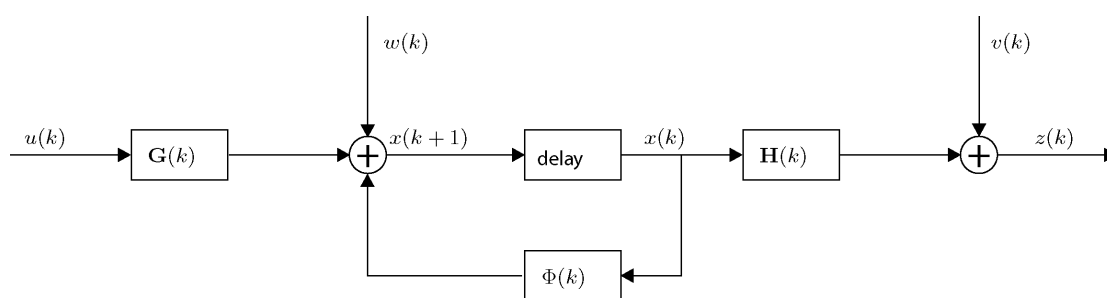 w(k)
v(k)
u(k)
G(k)
+
x(k + 1)
delay
x(k)
H(k)
+
z(k)
Φ(k)